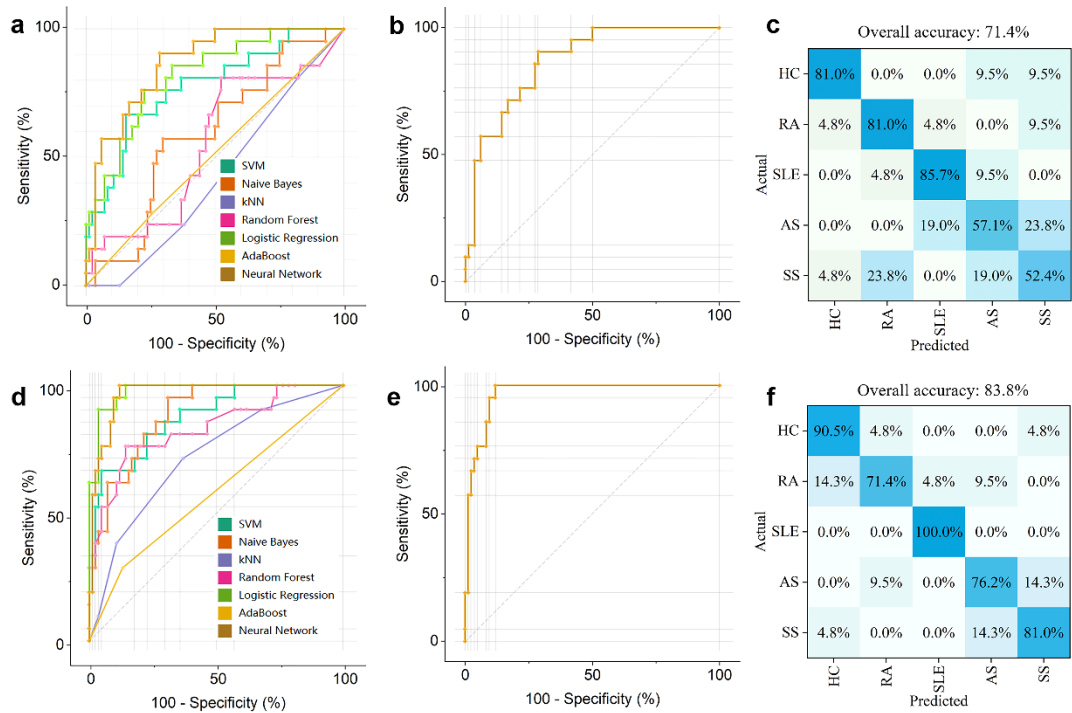 a
100
50
0
Sensitivity (%)
SVM
Naive Bayes
kNN
Random Forest
Logistic Regression
AdaBoost
Neural Network
0 50 100
100 - Specificity (%)
b
100
50
0
Sensitivity (%)
0 50 100
100 - Specificity (%)
c
Overall accuracy: 71.4%
Actual
HC 81.0% 0.0% 0.0% 9.5% 9.5%
RA 4.8% 81.0% 4.8% 0.0% 9.5%
SLE 0.0% 4.8% 85.7% 9.5% 0.0%
AS 0.0% 0.0% 19.0% 57.1% 23.8%
SS 4.8% 23.8% 0.0% 19.0% 52.4%
HC RA SLE AS SS
Predicted
d
100
50
0
Sensitivity (%)
SVM
Naive Bayes
kNN
Random Forest
Logistic Regression
AdaBoost
Neural Network
0 50 100
100 - Specificity (%)
e
100
50
0
Sensitivity (%)
0 50 100
100 - Specificity (%)
f
Overall accuracy: 83.8%
Actual
HC 90.5% 4.8% 0.0% 0.0% 4.8%
RA 14.3% 71.4% 4.8% 9.5% 0.0%
SLE 0.0% 0.0% 100.0% 0.0% 0.0%
AS 0.0% 9.5% 0.0% 76.2% 14.3%
SS 4.8% 0.0% 0.0% 14.3% 81.0%
HC RA SLE AS SS
Predicted